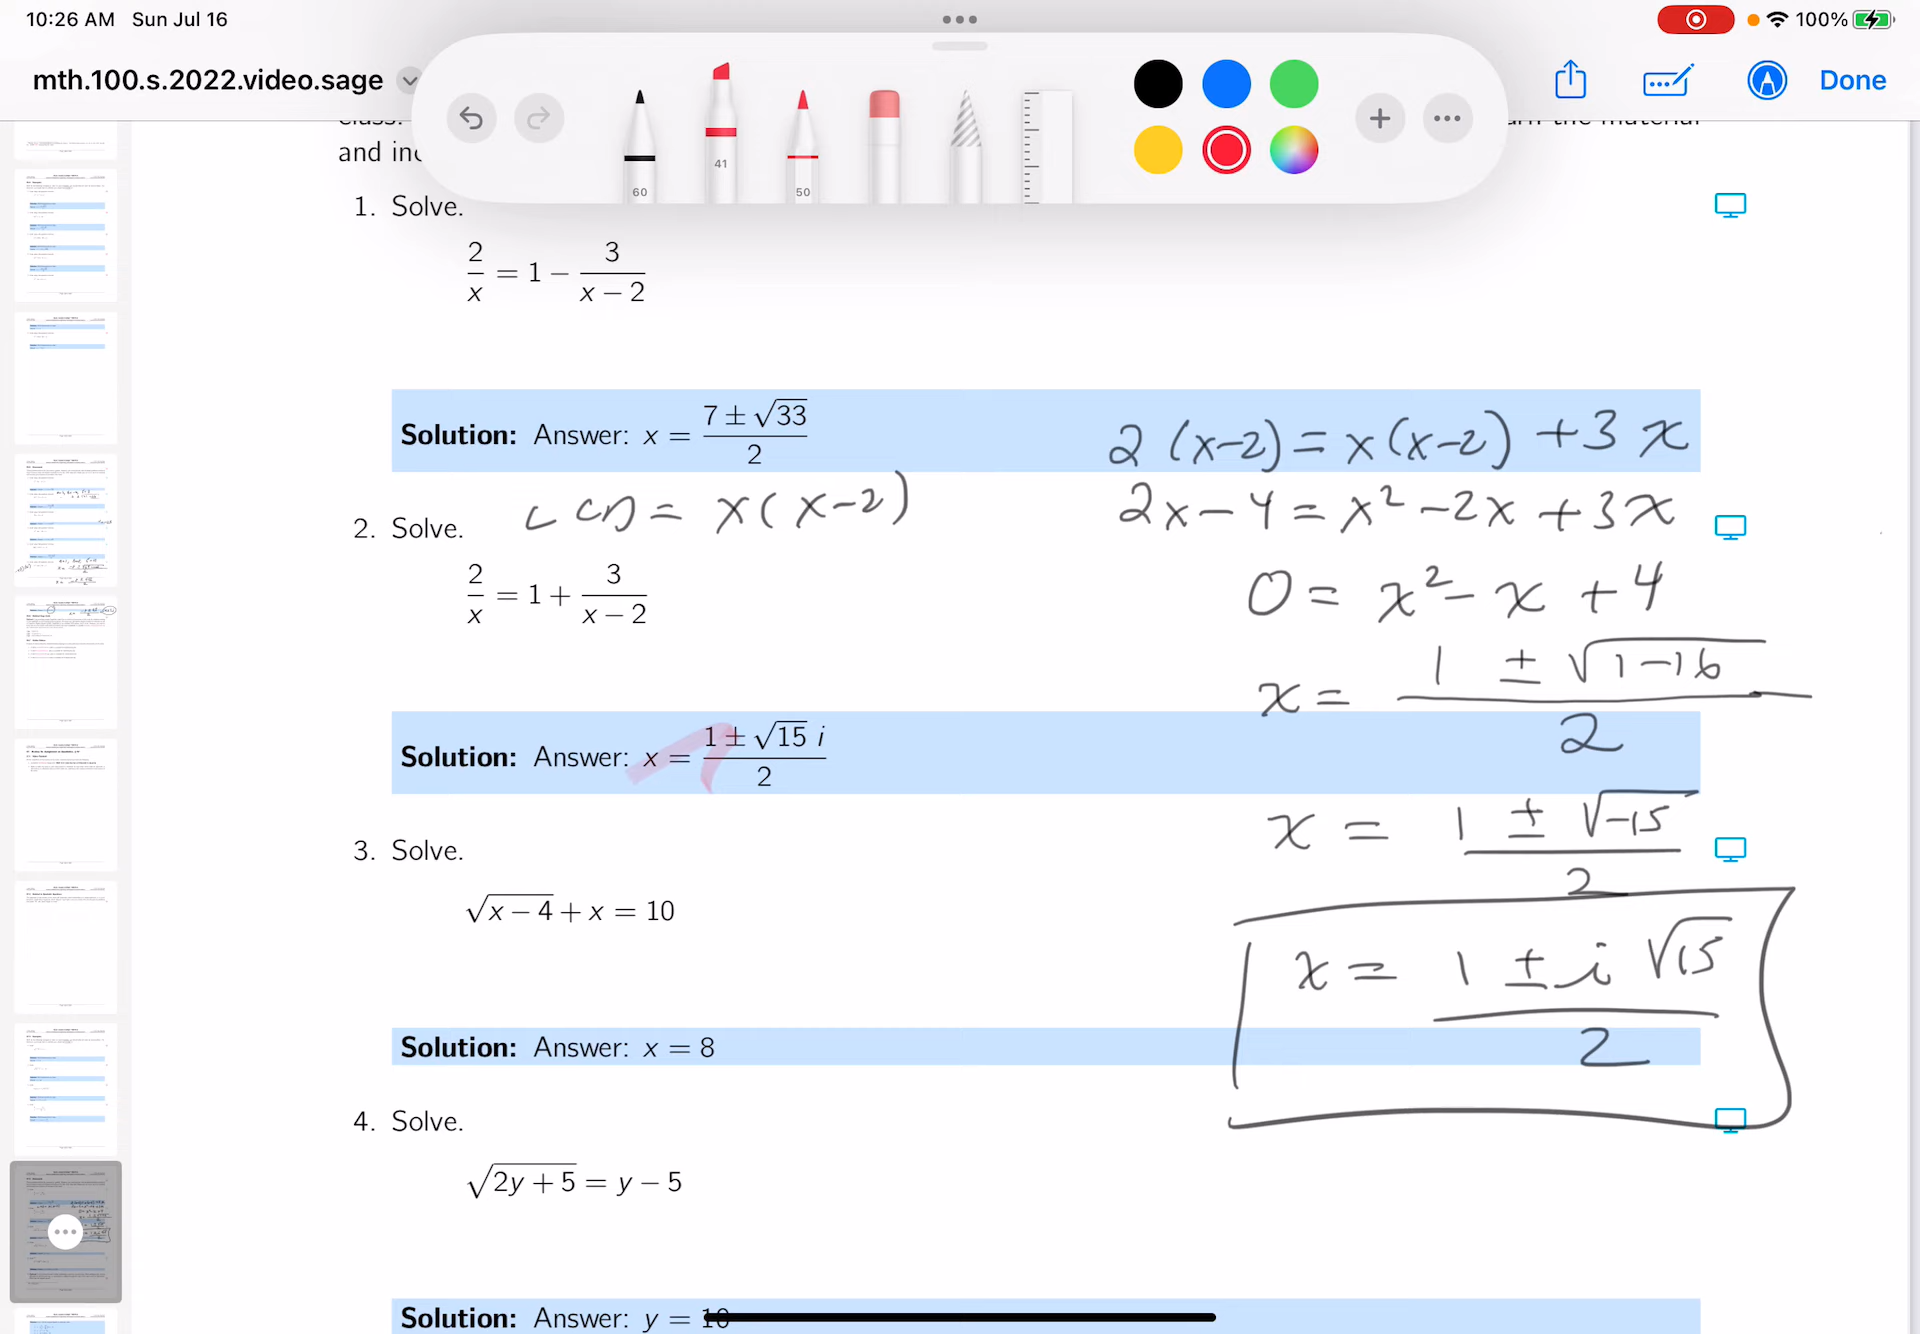 10:26 AM Sun Jul 16
100%
mth.100.s.2022.video.sage
Done
60 41 50
and inc
1. Solve.
2/x = 1 − 3/(x − 2)
Solution: Answer: x = (7 ± √33)/2
2 (x-2) = x (x-2) + 3x
LCD = x(x-2)
2x - 4 = x² - 2x + 3x
2. Solve.
2/x = 1 + 3/(x − 2)
0 = x² - x + 4
x = (1 ± √(1-16))/2
Solution: Answer: x = (1 ± √15 i)/2
x = (1 ± √-15)/2
3. Solve.
√(x − 4) + x = 10
x = (1 ± i √15)/2
Solution: Answer: x = 8
4. Solve.
√(2y + 5) = y − 5
Solution: Answer: y = 10